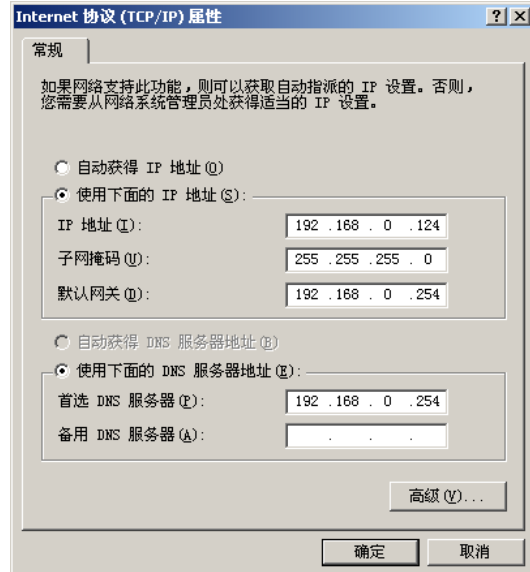 Internet 协议 (TCP/IP) 属性
常规
如果网络支持此功能，则可以获取自动指派的 IP 设置。否则，
您需要从网络系统管理员处获得适当的 IP 设置。
自动获得 IP 地址(O)
使用下面的 IP 地址(S):
IP 地址(I): 192 .168 . 0 .124
子网掩码(U): 255 .255 .255 . 0
默认网关(D): 192 .168 . 0 .254
自动获得 DNS 服务器地址(B)
使用下面的 DNS 服务器地址(E):
首选 DNS 服务器(P): 192 .168 . 0 .254
备用 DNS 服务器(A): . . .
高级(V)...
确定 取消